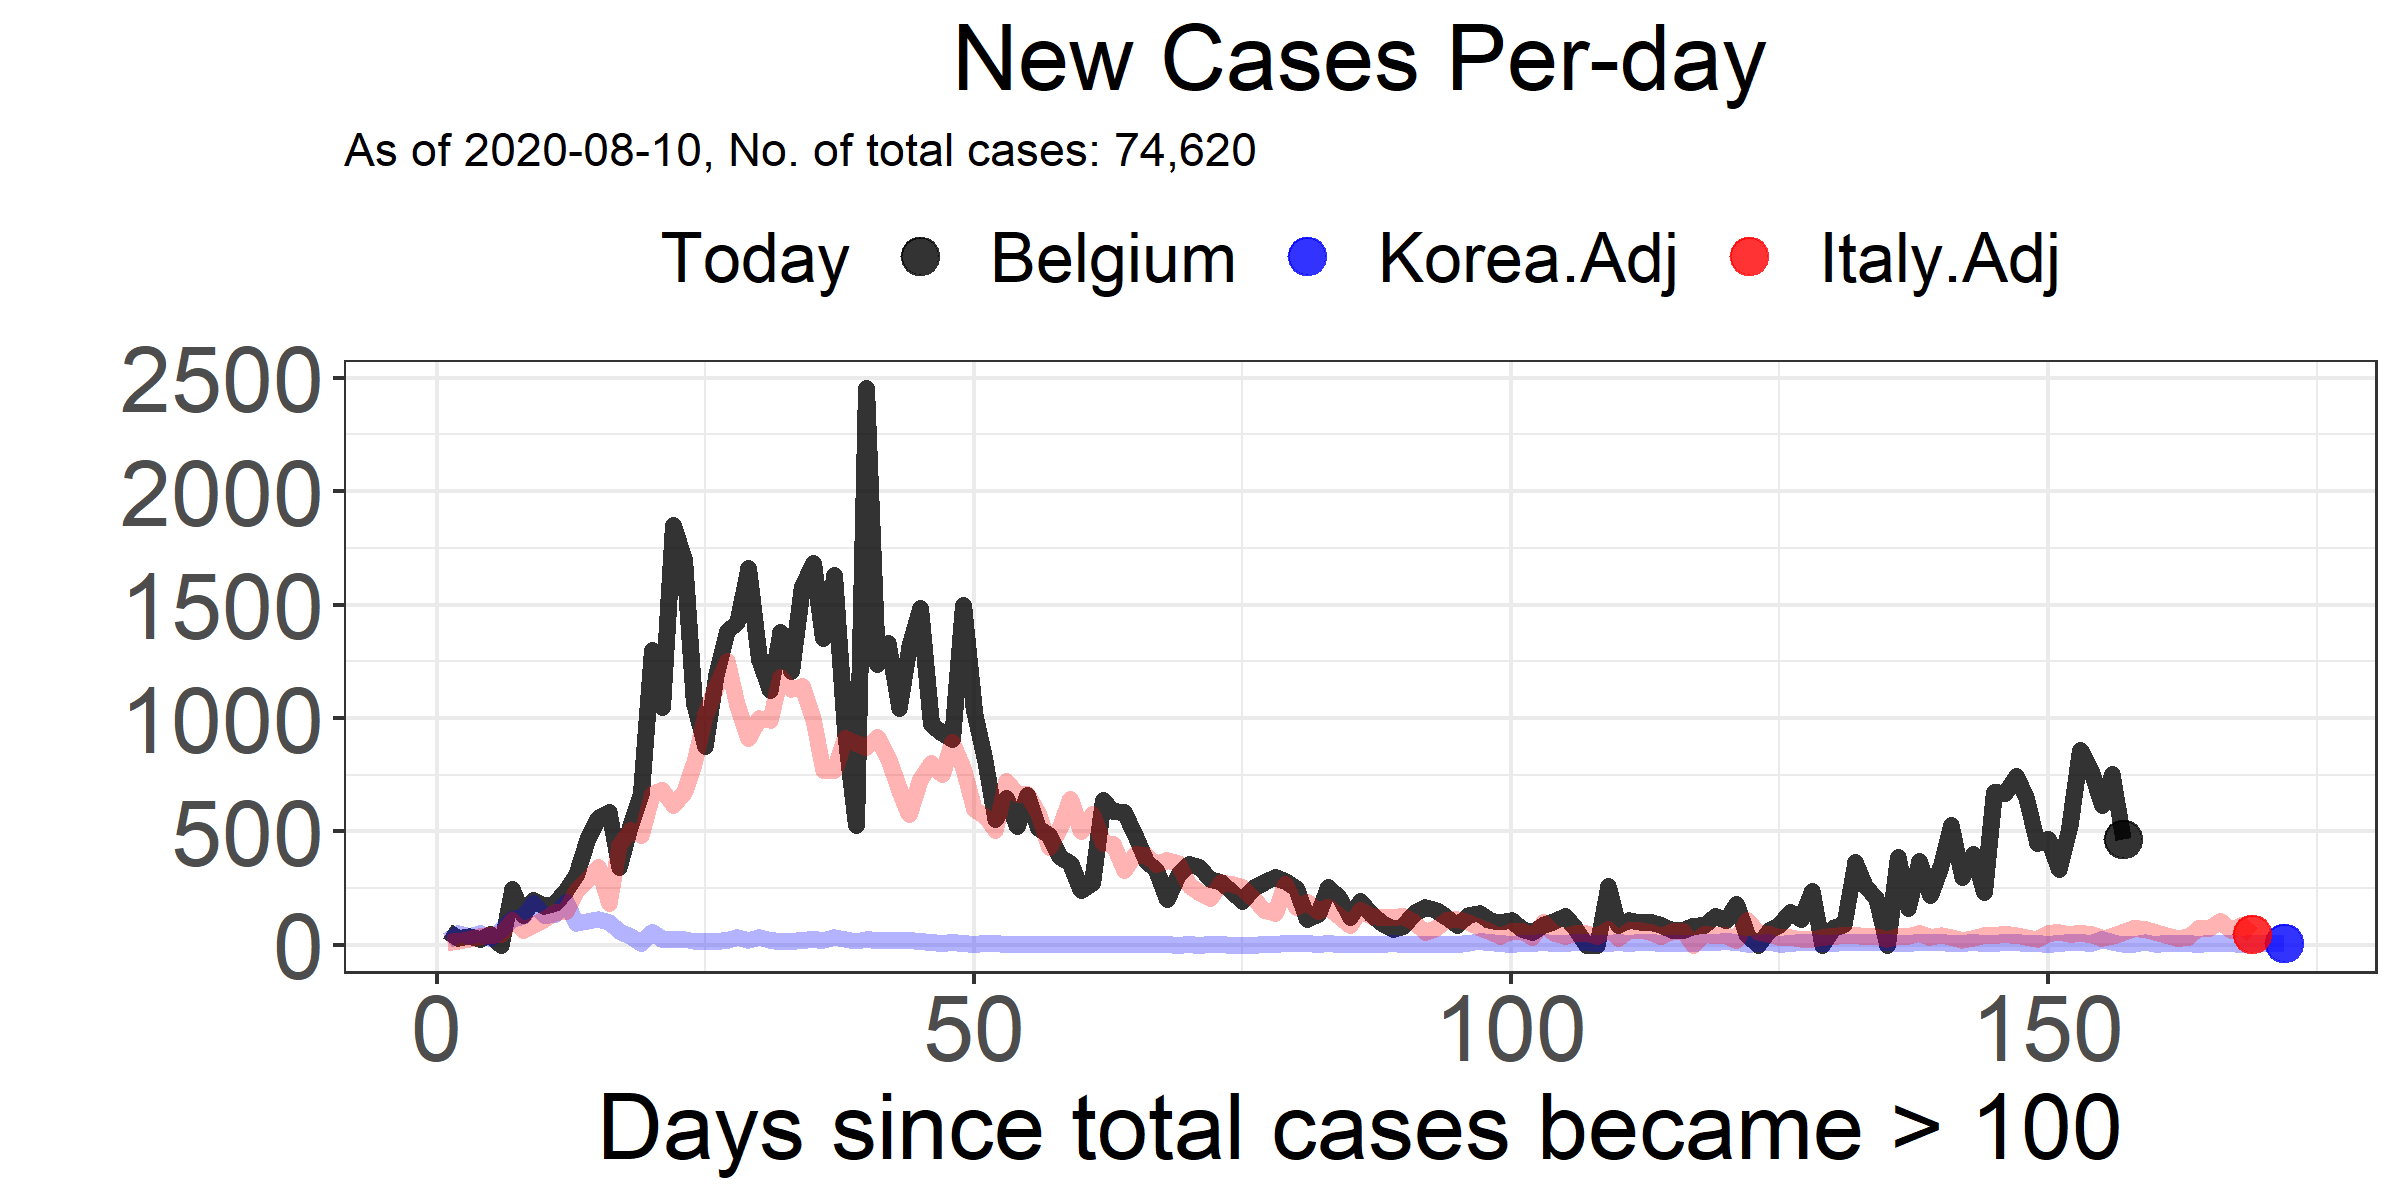 New Cases Per-day
As of 2020-08-10, No. of total cases: 74,620
Today Belgium Korea.Adj Italy.Adj
2500
2000
1500
1000
500
0
0 50 100 150
Days since total cases became > 100